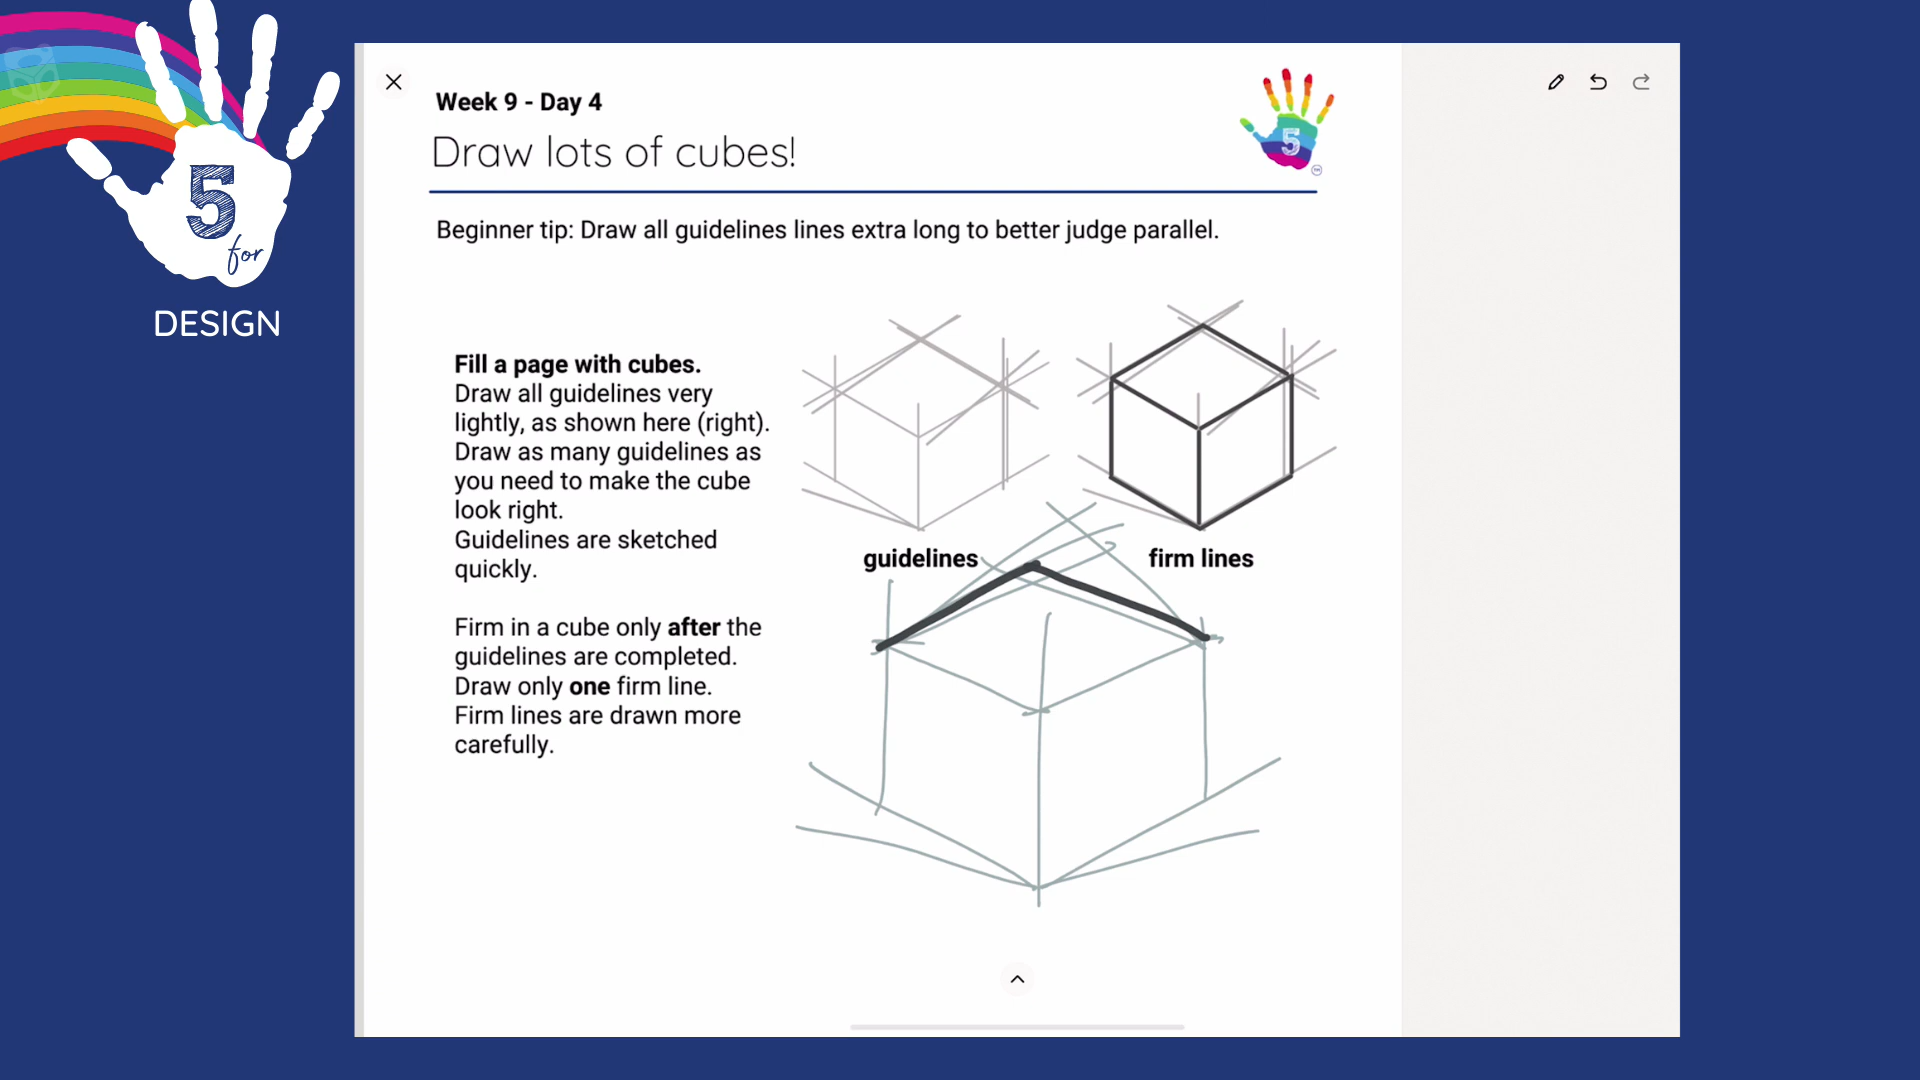 5
for
DESIGN
Week 9 - Day 4
Draw lots of cubes!
5
TM
Beginner tip: Draw all guidelines lines extra long to better judge parallel.
Fill a page with cubes.
Draw all guidelines very
lightly, as shown here (right).
Draw as many guidelines as
you need to make the cube
look right.
Guidelines are sketched
quickly.
Firm in a cube only after the
guidelines are completed.
Draw only one firm line.
Firm lines are drawn more
carefully.
guidelines
firm lines